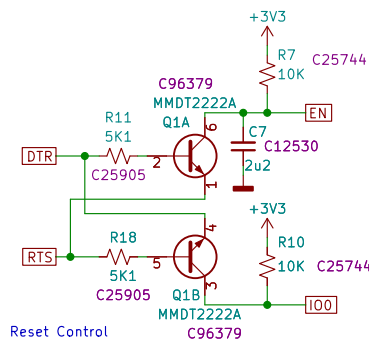 +3V3
R7
C25744
10K
C96379
MMDT2222A
Q1A
6
EN
R11
5K1
C7
C12530
2u2
DTR
2
C25905
1
+3V3
4
R18
R10
RTS
5
10K
C25744
5K1
C25905
Q1B
3
IO0
MMDT2222A
C96379
Reset Control